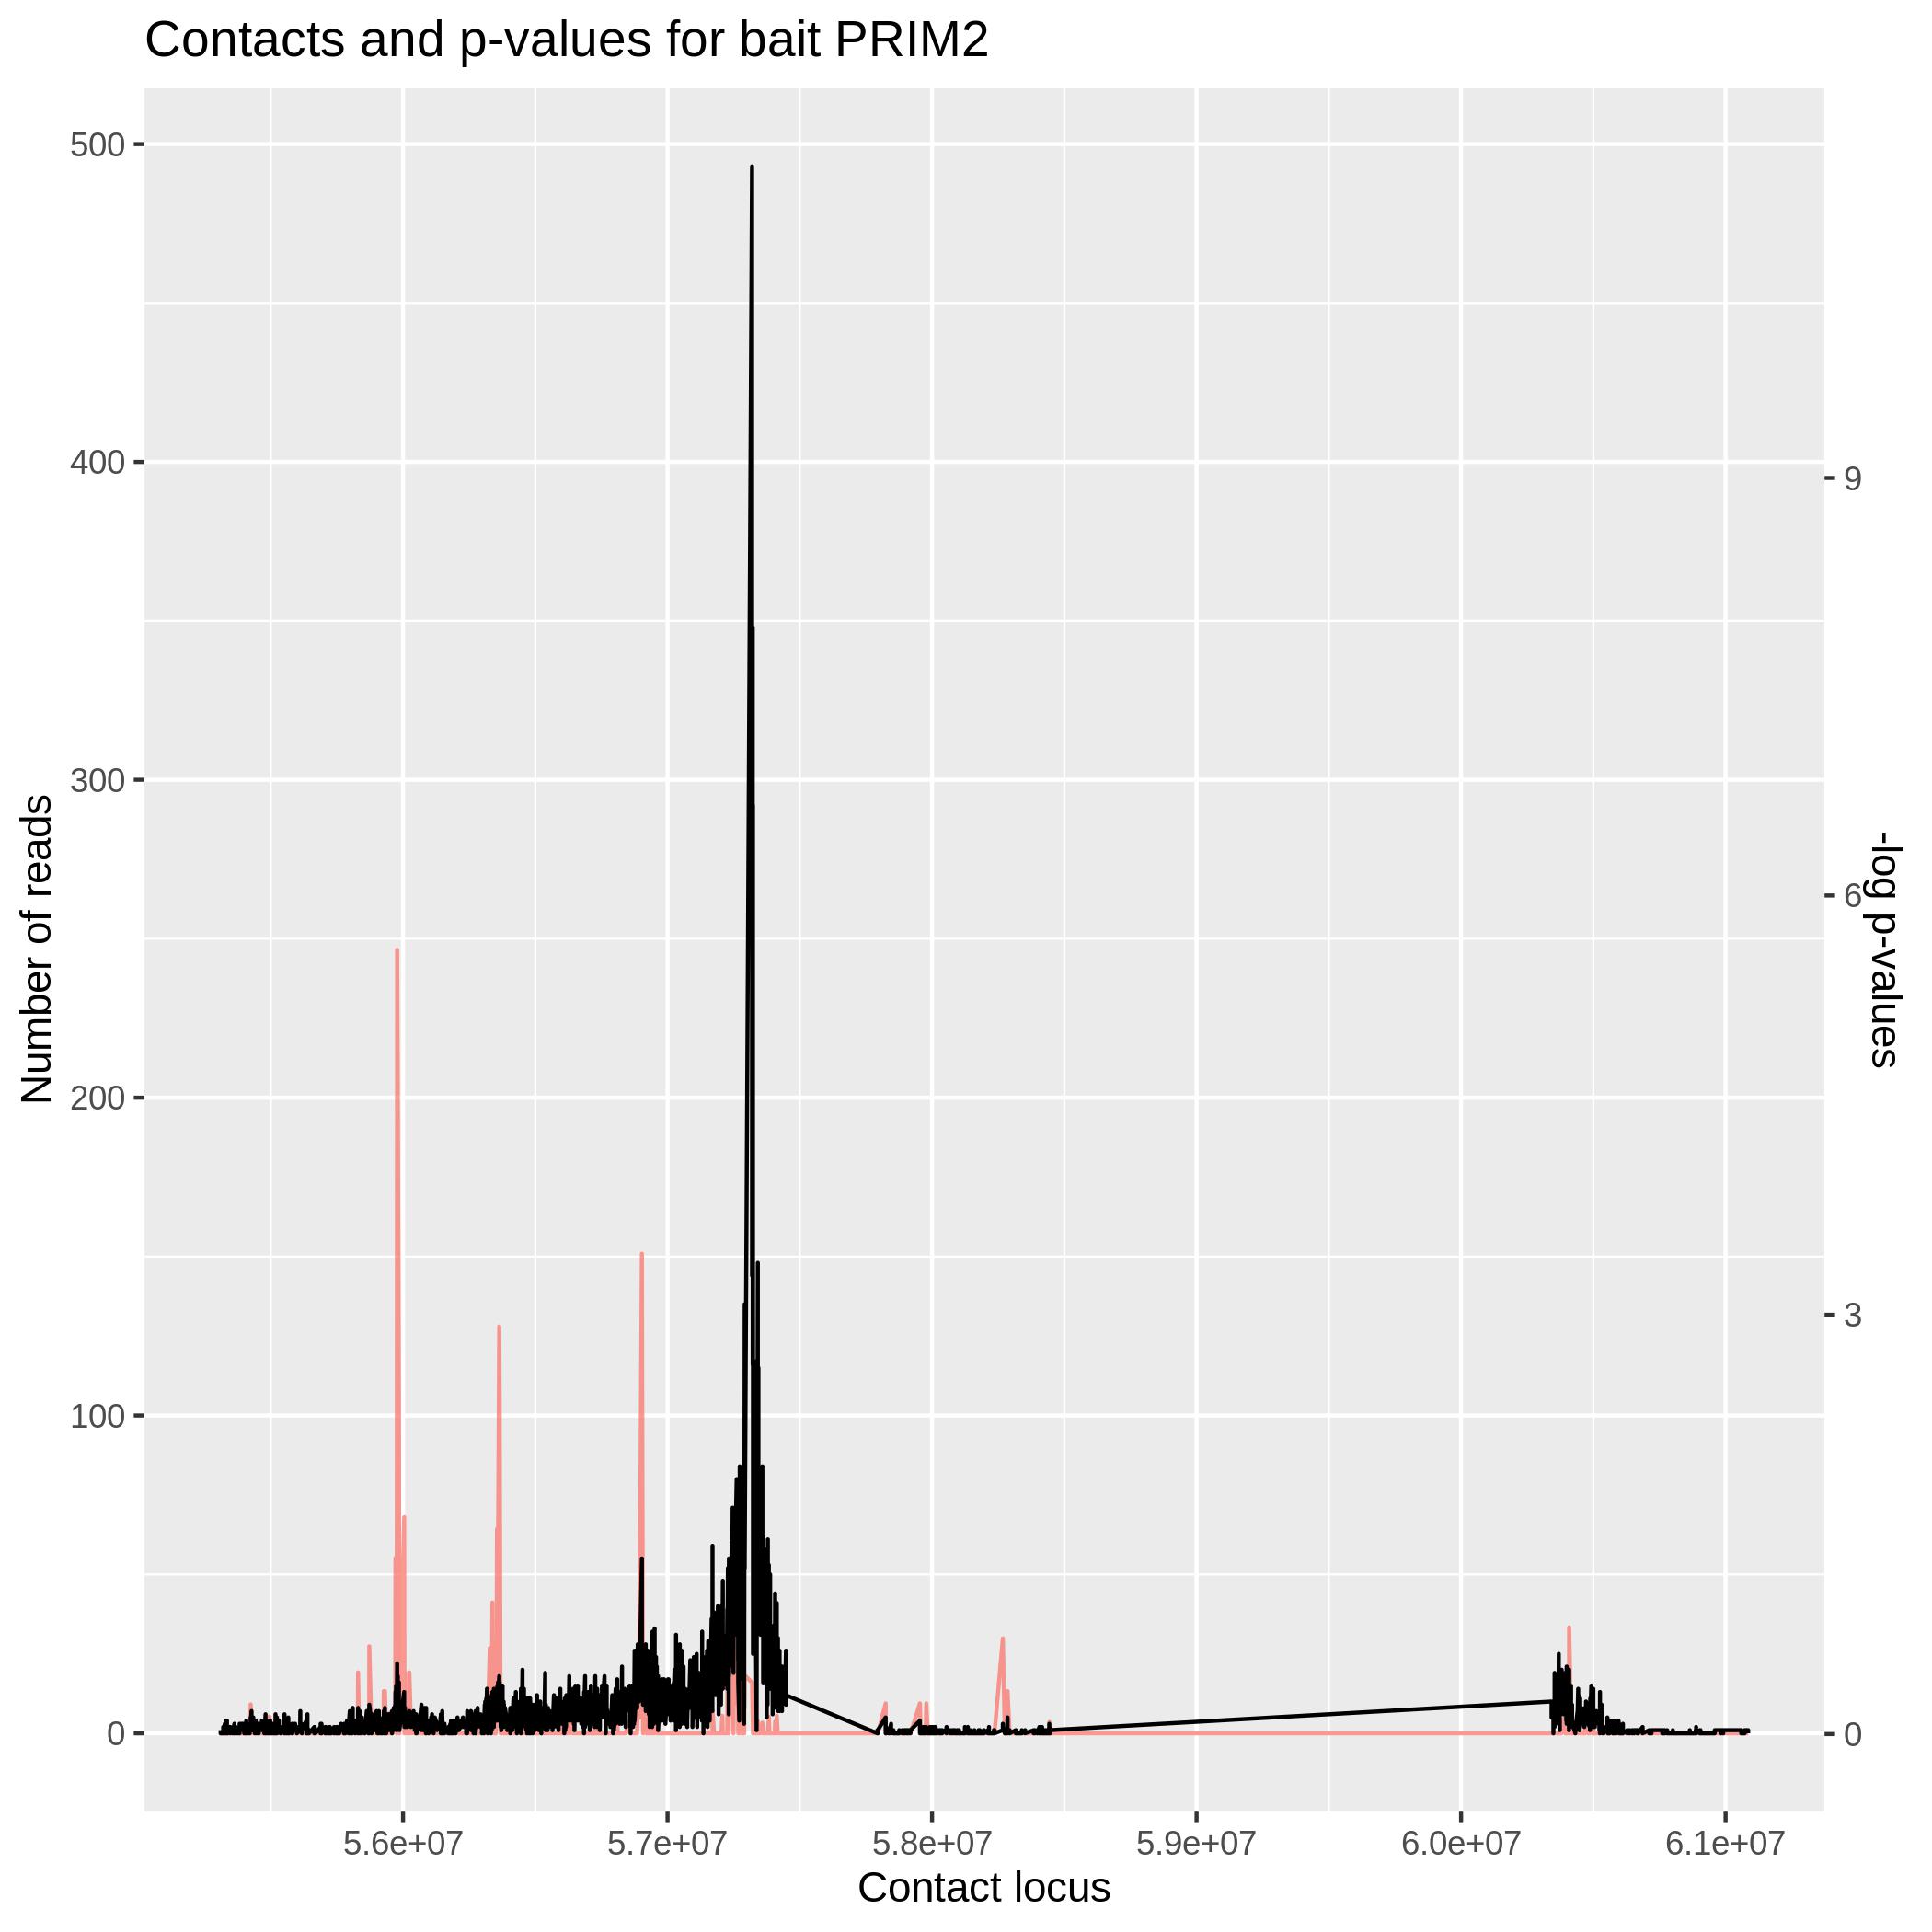 Contacts and p-values for bait PRIM2
500
400
300
200
100
0
Number of reads
9
6
3
0
-log p-values
5.6e+07 5.7e+07 5.8e+07 5.9e+07 6.0e+07 6.1e+07
Contact locus